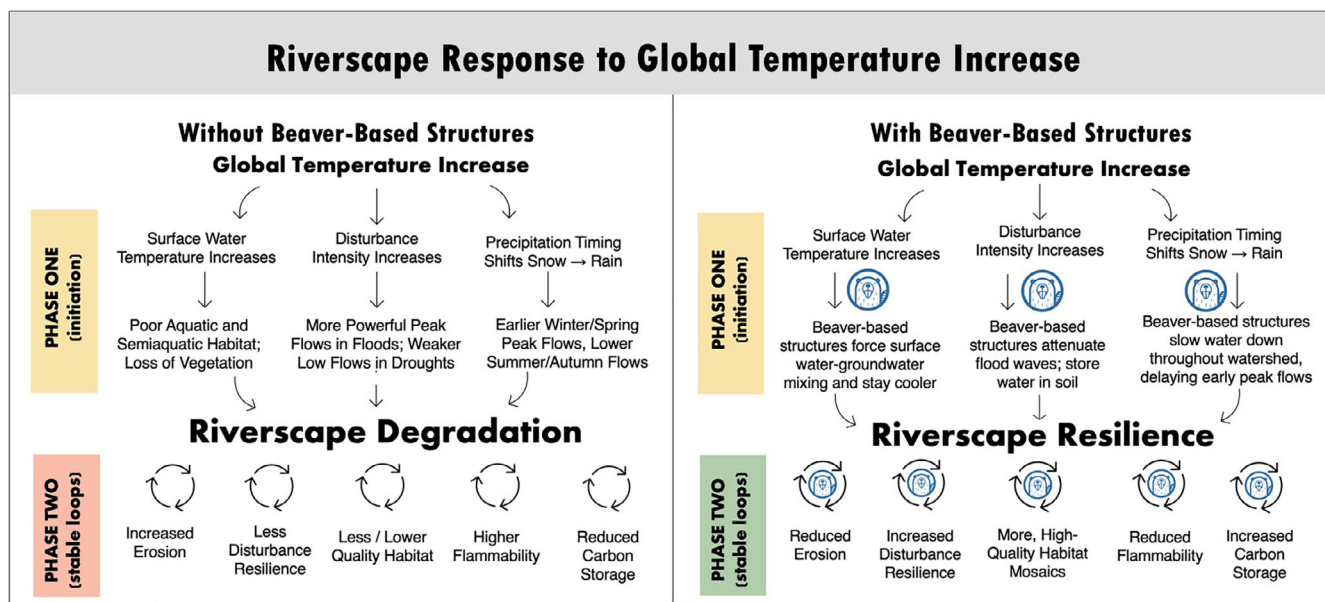 Riverscape Response to Global Temperature Increase
Without Beaver-Based Structures
Global Temperature Increase
PHASE ONE
(initiation)
Surface Water
Temperature Increases
Disturbance
Intensity Increases
Precipitation Timing
Shifts Snow → Rain
Poor Aquatic and
Semiaquatic Habitat;
Loss of Vegetation
More Powerful Peak
Flows in Floods; Weaker
Low Flows in Droughts
Earlier Winter/Spring
Peak Flows, Lower
Summer/Autumn Flows
Riverscape Degradation
PHASE TWO
(stable loops)
Increased
Erosion
Less
Disturbance
Resilience
Less / Lower
Quality Habitat
Higher
Flammability
Reduced
Carbon
Storage
With Beaver-Based Structures
Global Temperature Increase
PHASE ONE
(initiation)
Surface Water
Temperature Increases
Disturbance
Intensity Increases
Precipitation Timing
Shifts Snow → Rain
Beaver-based
structures force surface
water-groundwater
mixing and stay cooler
Beaver-based
structures attenuate
flood waves; store
water in soil
Beaver-based structures
slow water down
throughout watershed,
delaying early peak flows
Riverscape Resilience
PHASE TWO
(stable loops)
Reduced
Erosion
Increased
Disturbance
Resilience
More, High-
Quality Habitat
Mosaics
Reduced
Flammability
Increased
Carbon
Storage